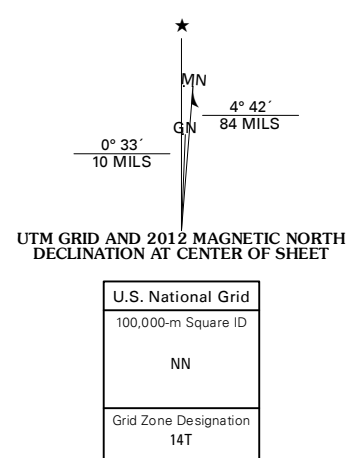 ★
MN
GN
4° 42´
84 MILS
0° 33´
10 MILS
UTM GRID AND 2012 MAGNETIC NORTH
DECLINATION AT CENTER OF SHEET
U.S. National Grid
100,000-m Square ID
NN
Grid Zone Designation
14T